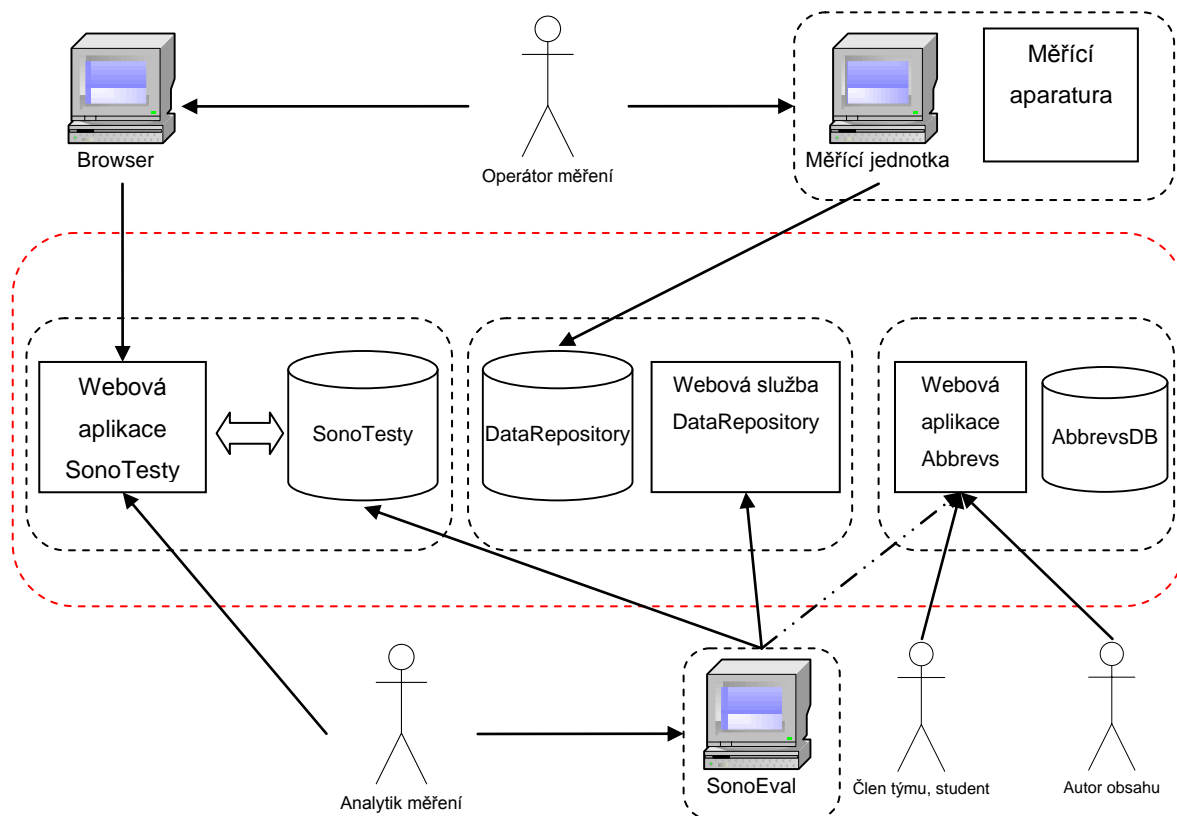 Měřící
aparatura
Browser
Operátor měření
Měřící jednotka
Webová
aplikace
SonoTesty
SonoTesty
DataRepository
Webová služba
DataRepository
Webová
aplikace
Abbrevs
AbbrevsDB
Analytik měření
SonoEval
Člen týmu, student
Autor obsahu